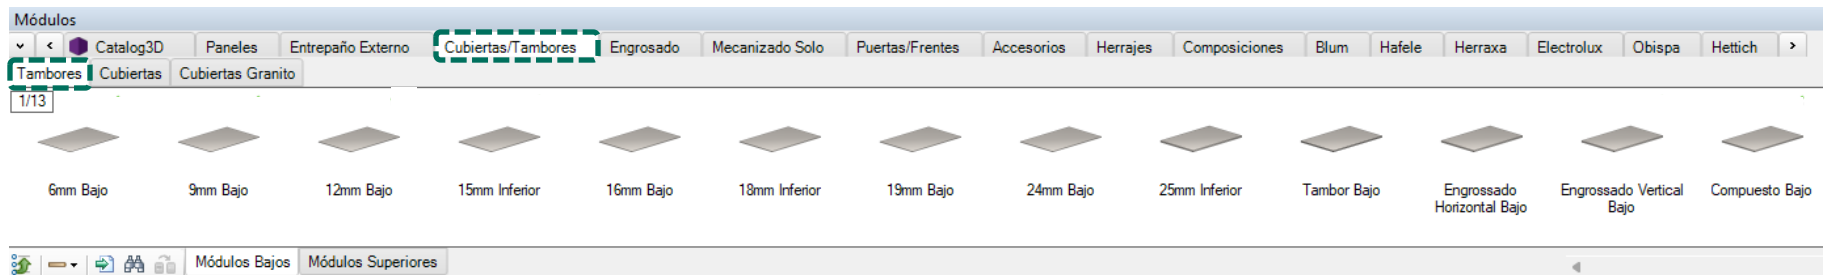 Módulos
Catalog3D Paneles Entrepaño Externo Cubiertas/Tambores Engrosado Mecanizado Solo Puertas/Frentes Accesorios Herrajes Composiciones Blum Hafele Herraxa Electrolux Obispa Hettich
Tambores Cubiertas Cubiertas Granito
1/13
6mm Bajo 9mm Bajo 12mm Bajo 15mm Inferior 16mm Bajo 18mm Inferior 19mm Bajo 24mm Bajo 25mm Inferior Tambor Bajo Engrossado Engrossado Vertical Compuesto Bajo
Horizontal Bajo Bajo
Módulos Bajos Módulos Superiores